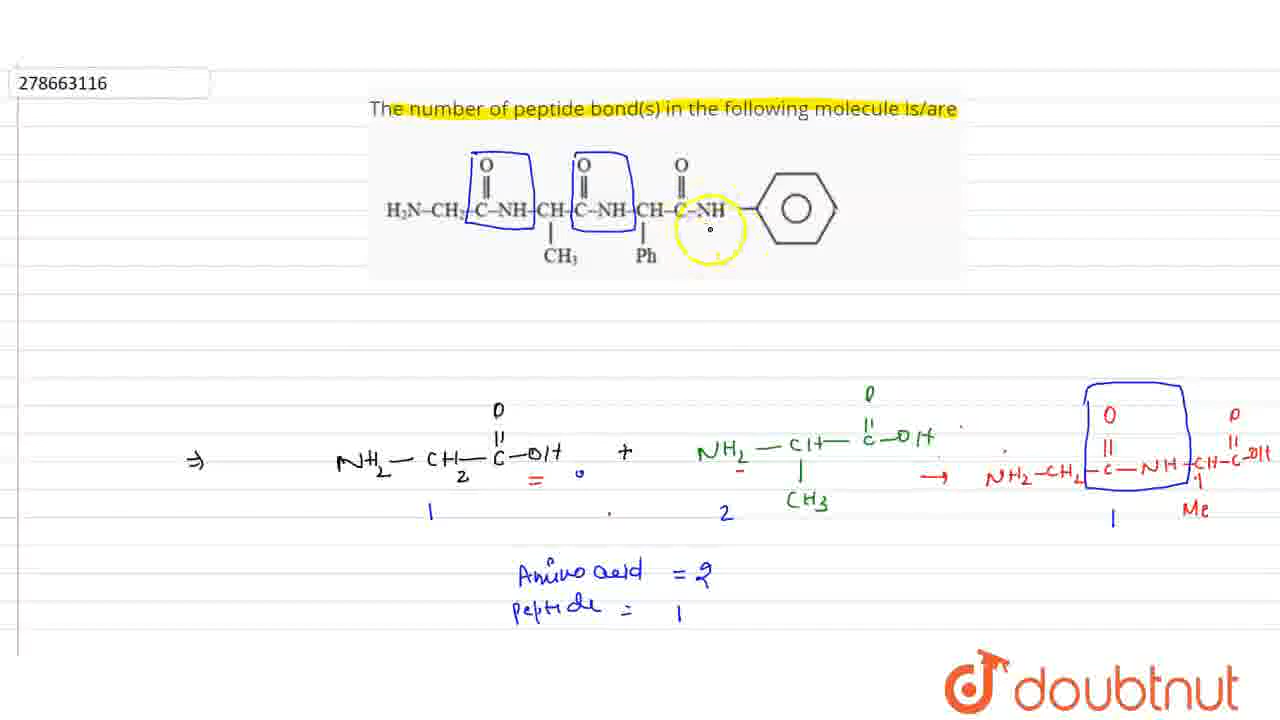 278663116
The number of peptide bond(s) in the following molecule is/are
O O O
H₂N–CH₂–C–NH–CH–C–NH–CH–C–NH
CH₃ Ph
O O O O
⇒ NH₂–CH₂–C–OH + NH₂–CH–C–OH → NH₂–CH₂–C–NH–CH–C–OH
CH₃ Me
1 2 1
Amino acid = 2
Peptide = 1
doubtnut